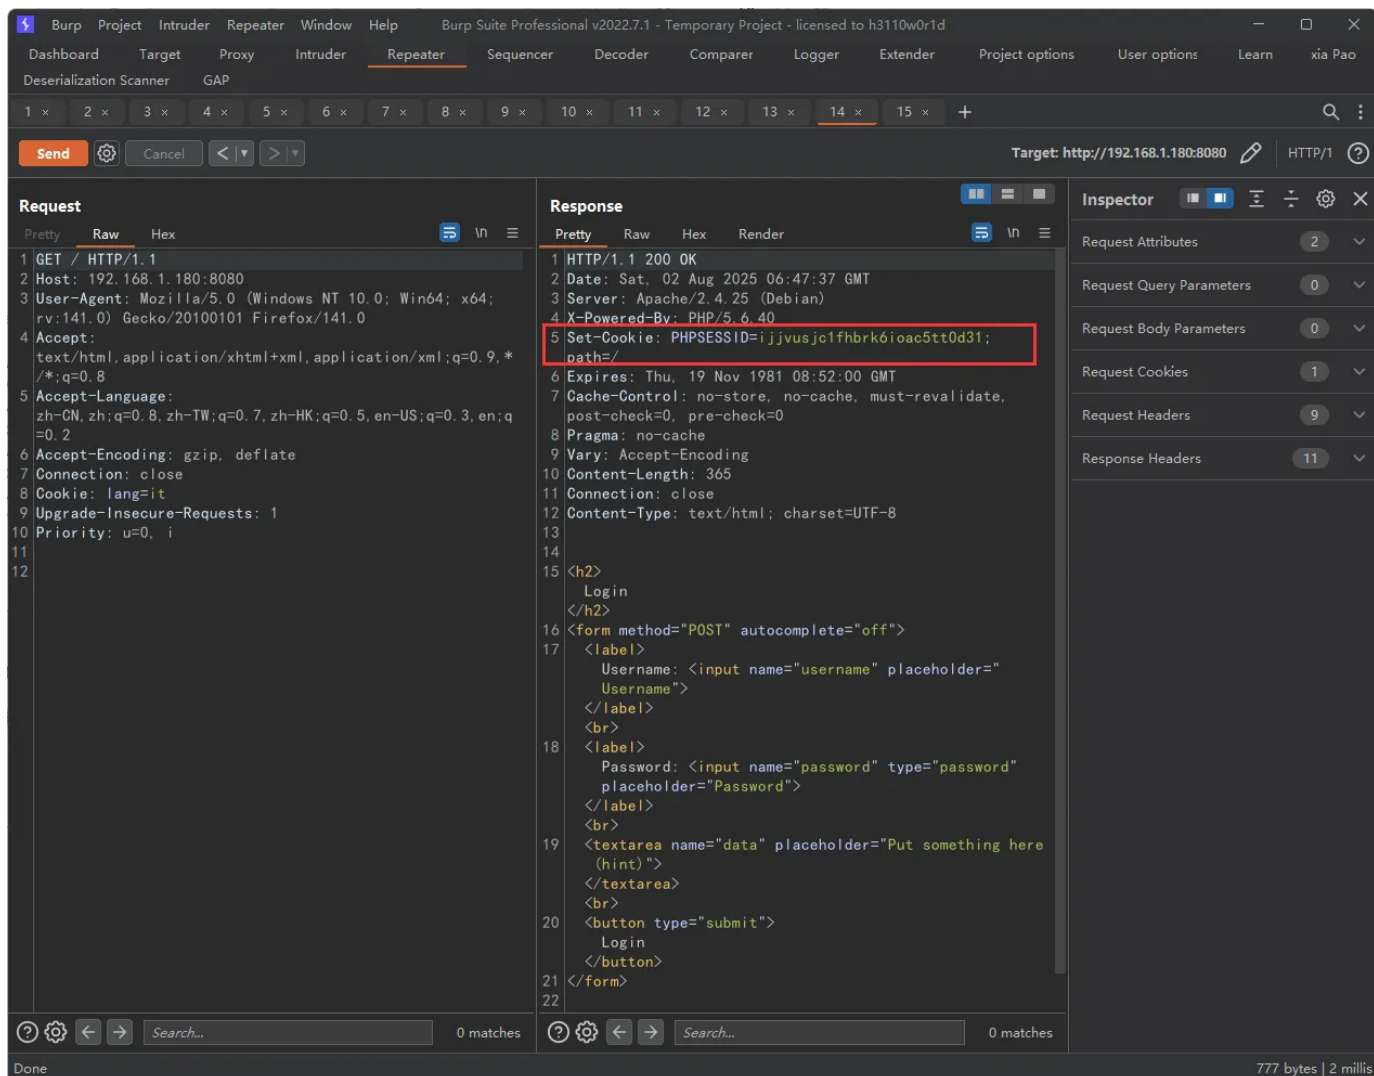 Burp Project Intruder Repeater Window Help Burp Suite Professional v2022.7.1 - Temporary Project - licensed to h3110w0r1d
Dashboard Target Proxy Intruder Repeater Sequencer Decoder Comparer Logger Extender Project options User options Learn xia Pao
Deserialization Scanner GAP
1 × 2 × 3 × 4 × 5 × 6 × 7 × 8 × 9 × 10 × 11 × 12 × 13 × 14 × 15 × +
Send Cancel < > Target: http://192.168.1.180:8080 HTTP/1
Request
Pretty Raw Hex \n
1 GET / HTTP/1.1
2 Host: 192.168.1.180:8080
3 User-Agent: Mozilla/5.0 (Windows NT 10.0; Win64; x64;
rv:141.0) Gecko/20100101 Firefox/141.0
4 Accept:
text/html,application/xhtml+xml,application/xml;q=0.9,*
/*;q=0.8
5 Accept-Language:
zh-CN,zh;q=0.8,zh-TW;q=0.7,zh-HK;q=0.5,en-US;q=0.3,en;q
=0.2
6 Accept-Encoding: gzip, deflate
7 Connection: close
8 Cookie: lang=it
9 Upgrade-Insecure-Requests: 1
10 Priority: u=0, i
11
12
Search... 0 matches
Response
Pretty Raw Hex Render \n
1 HTTP/1.1 200 OK
2 Date: Sat, 02 Aug 2025 06:47:37 GMT
3 Server: Apache/2.4.25 (Debian)
4 X-Powered-By: PHP/5.6.40
5 Set-Cookie: PHPSESSID=ijjvusjc1fhbrk6ioac5tt0d31;
path=/
6 Expires: Thu, 19 Nov 1981 08:52:00 GMT
7 Cache-Control: no-store, no-cache, must-revalidate,
post-check=0, pre-check=0
8 Pragma: no-cache
9 Vary: Accept-Encoding
10 Content-Length: 365
11 Connection: close
12 Content-Type: text/html; charset=UTF-8
13
14
15 <h2>
Login
</h2>
16 <form method="POST" autocomplete="off">
17 <label>
Username: <input name="username" placeholder="
Username">
</label>
<br>
18 <label>
Password: <input name="password" type="password"
placeholder="Password">
</label>
<br>
19 <textarea name="data" placeholder="Put something here
(hint)">
</textarea>
<br>
20 <button type="submit">
Login
</button>
21 </form>
22
Search... 0 matches
Inspector
Request Attributes 2
Request Query Parameters 0
Request Body Parameters 0
Request Cookies 1
Request Headers 9
Response Headers 11
Done 777 bytes | 2 millis